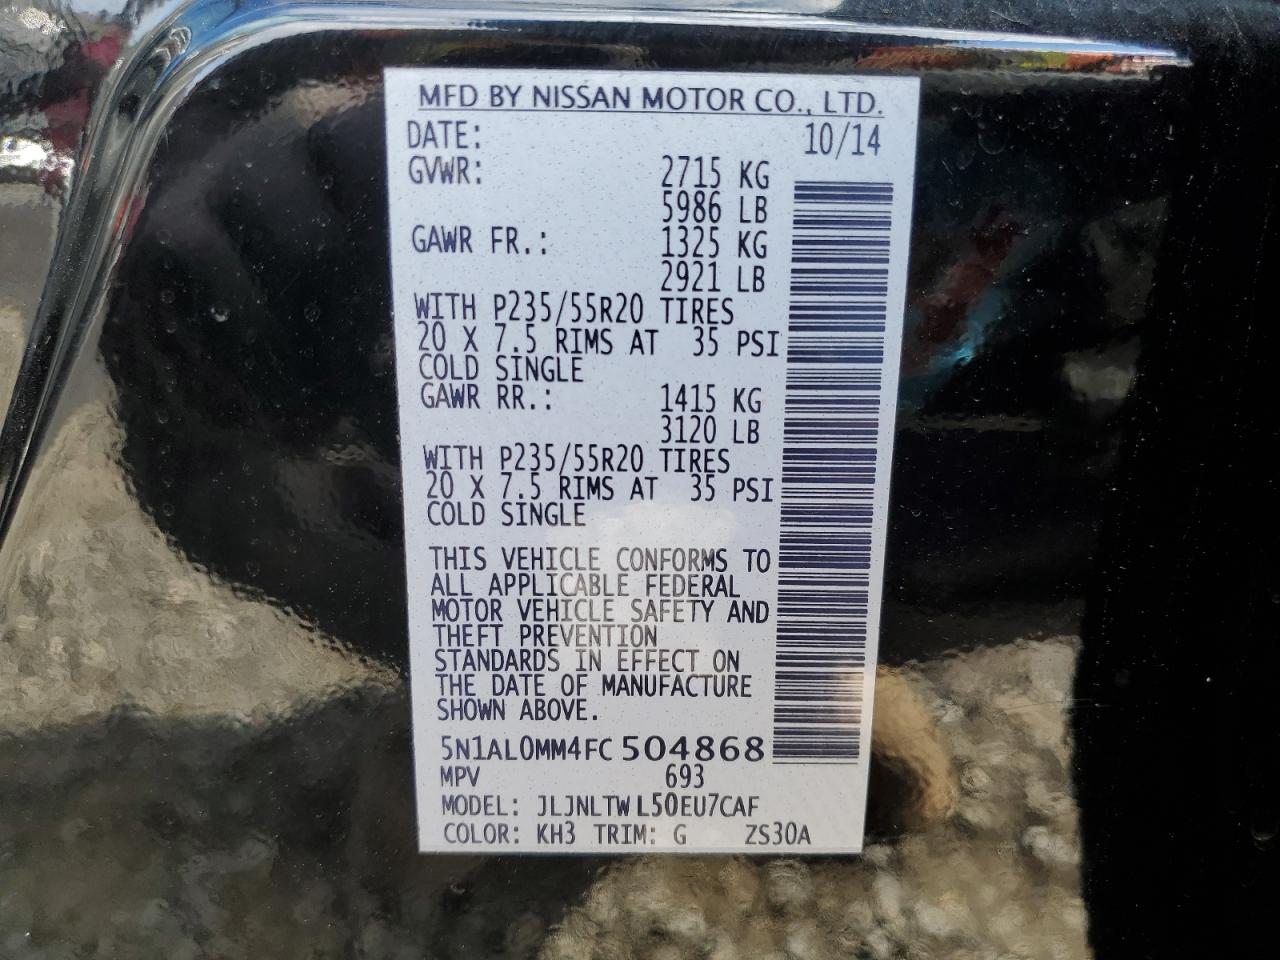 MFD BY NISSAN MOTOR CO., LTD.
DATE: 10/14
GVWR: 2715 KG
5986 LB
GAWR FR.: 1325 KG
2921 LB
WITH P235/55R20 TIRES
20 X 7.5 RIMS AT 35 PSI
COLD SINGLE
GAWR RR.: 1415 KG
3120 LB
WITH P235/55R20 TIRES
20 X 7.5 RIMS AT 35 PSI
COLD SINGLE
THIS VEHICLE CONFORMS TO
ALL APPLICABLE FEDERAL
MOTOR VEHICLE SAFETY AND
THEFT PREVENTION
STANDARDS IN EFFECT ON
THE DATE OF MANUFACTURE
SHOWN ABOVE.
5N1AL0MM4FC 504868
MPV 693
MODEL: JLJNLTW L50EU7CAF
COLOR: KH3 TRIM: G ZS30A